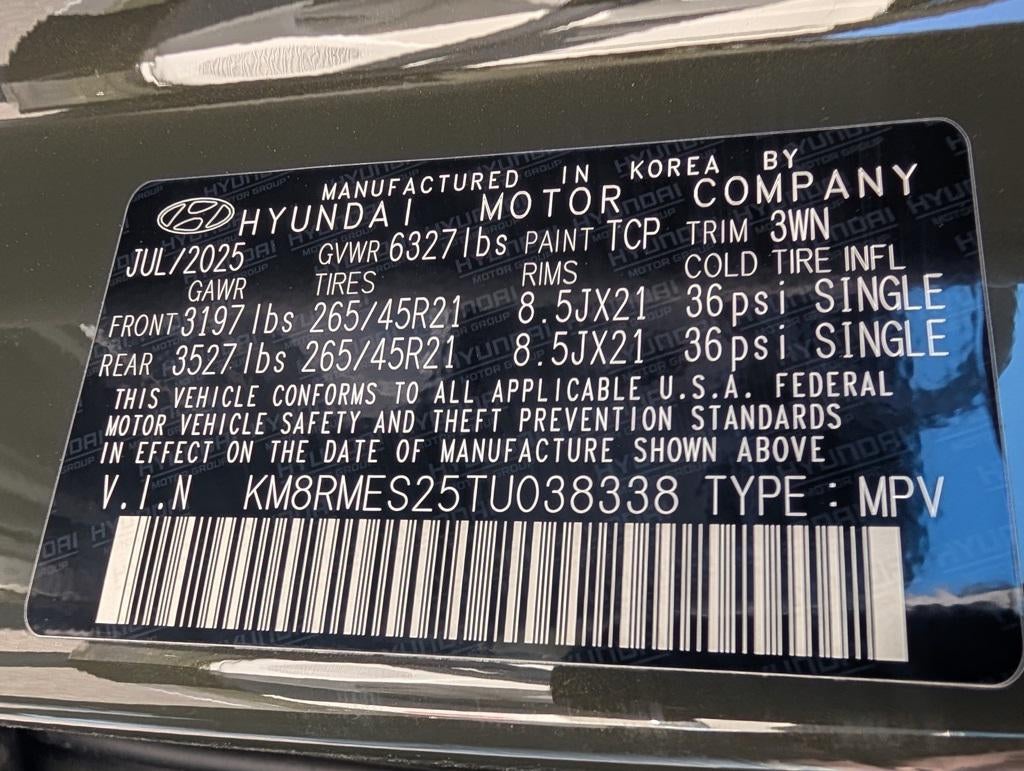 MANUFACTURED IN KOREA BY
HYUNDAI MOTOR COMPANY
JUL/2025 GVWR 6327lbs PAINT TCP TRIM 3WN
GAWR TIRES RIMS COLD TIRE INFL
FRONT 3197lbs 265/45R21 8.5JX21 36psi SINGLE
REAR 3527lbs 265/45R21 8.5JX21 36psi SINGLE
THIS VEHICLE CONFORMS TO ALL APPLICABLE U.S.A. FEDERAL
MOTOR VEHICLE SAFETY AND THEFT PREVENTION STANDARDS
IN EFFECT ON THE DATE OF MANUFACTURE SHOWN ABOVE
V.I.N KM8RMES25TU038338 TYPE : MPV